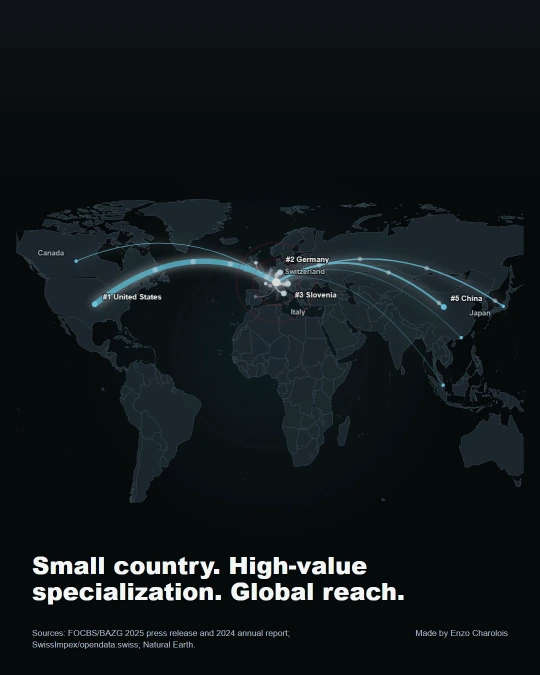 Canada
#2 Germany
Switzerland
#1 United States
#3 Slovenia
#5 China
Italy
Japan
Small country. High-value
specialization. Global reach.
Sources: FOCBS/BAZG 2025 press release and 2024 annual report;
SwissImpex/opendata.swiss; Natural Earth.
Made by Enzo Charolois